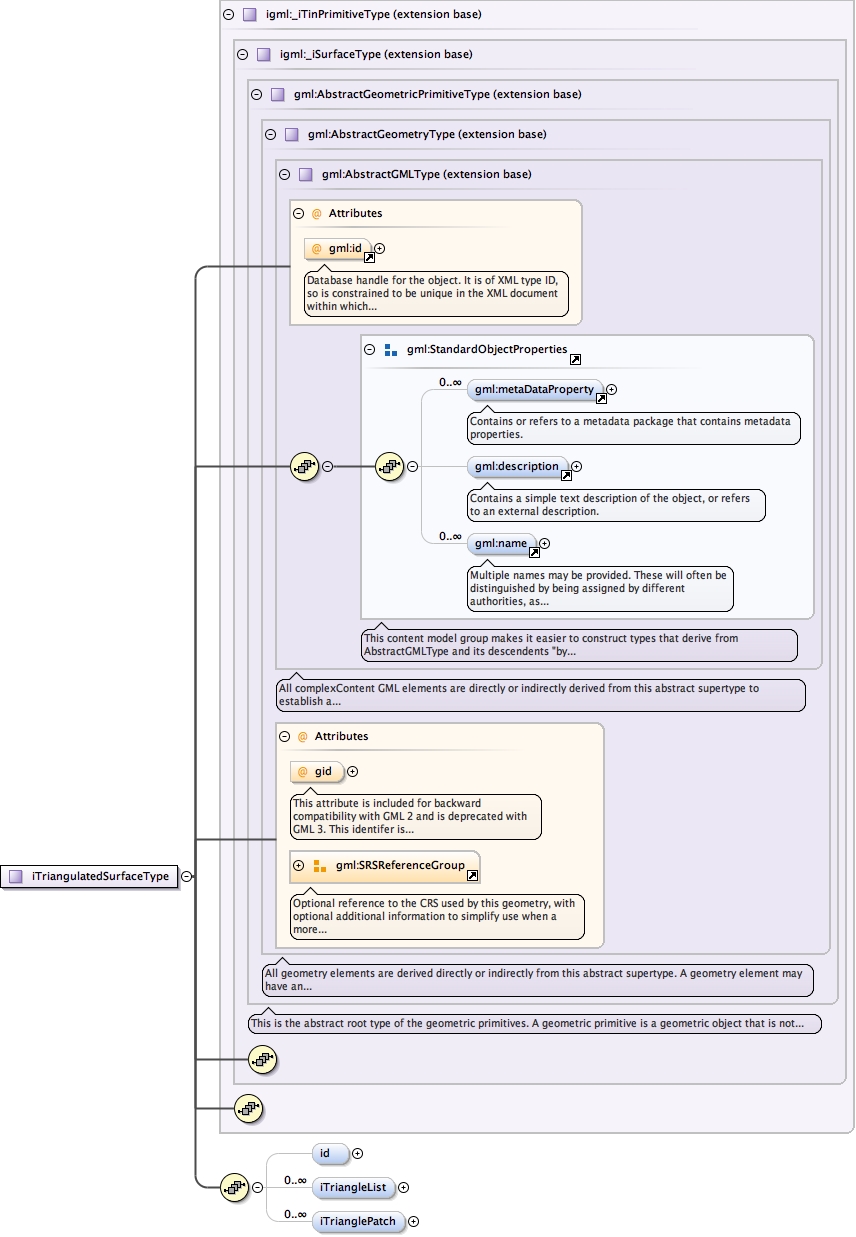 igml:_iTinPrimitiveType (extension base)
igml:_iSurfaceType (extension base)
gml:AbstractGeometricPrimitiveType (extension base)
gml:AbstractGeometryType (extension base)
gml:AbstractGMLType (extension base)
@ Attributes
@ gml:id
Database handle for the object. It is of XML type ID,
so is constrained to be unique in the XML document
within which...
gml:StandardObjectProperties
0..∞
gml:metaDataProperty
Contains or refers to a metadata package that contains metadata
properties.
gml:description
Contains a simple text description of the object, or refers
to an external description.
0..∞
gml:name
Multiple names may be provided. These will often be
distinguished by being assigned by different
authorities, as...
This content model group makes it easier to construct types that derive from
AbstractGMLType and its descendents "by...
All complexContent GML elements are directly or indirectly derived from this abstract supertype to
establish a...
@ Attributes
@ gid
This attribute is included for backward
compatibility with GML 2 and is deprecated with
GML 3. This identifer is...
gml:SRSReferenceGroup
iTriangulatedSurfaceType
Optional reference to the CRS used by this geometry, with
optional additional information to simplify use when a
more...
All geometry elements are derived directly or indirectly from this abstract supertype. A geometry element may
have an...
This is the abstract root type of the geometric primitives. A geometric primitive is a geometric object that is not...
id
0..∞
iTriangleList
0..∞
iTrianglePatch